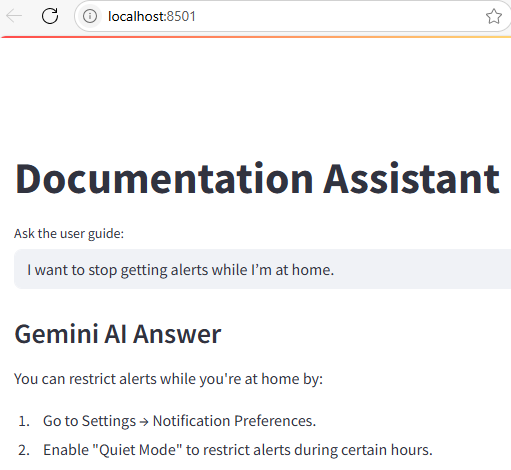 localhost:8501
Documentation Assistant
Ask the user guide:
I want to stop getting alerts while I’m at home.
Gemini AI Answer
You can restrict alerts while you're at home by:
1. Go to Settings → Notification Preferences.
2. Enable "Quiet Mode" to restrict alerts during certain hours.